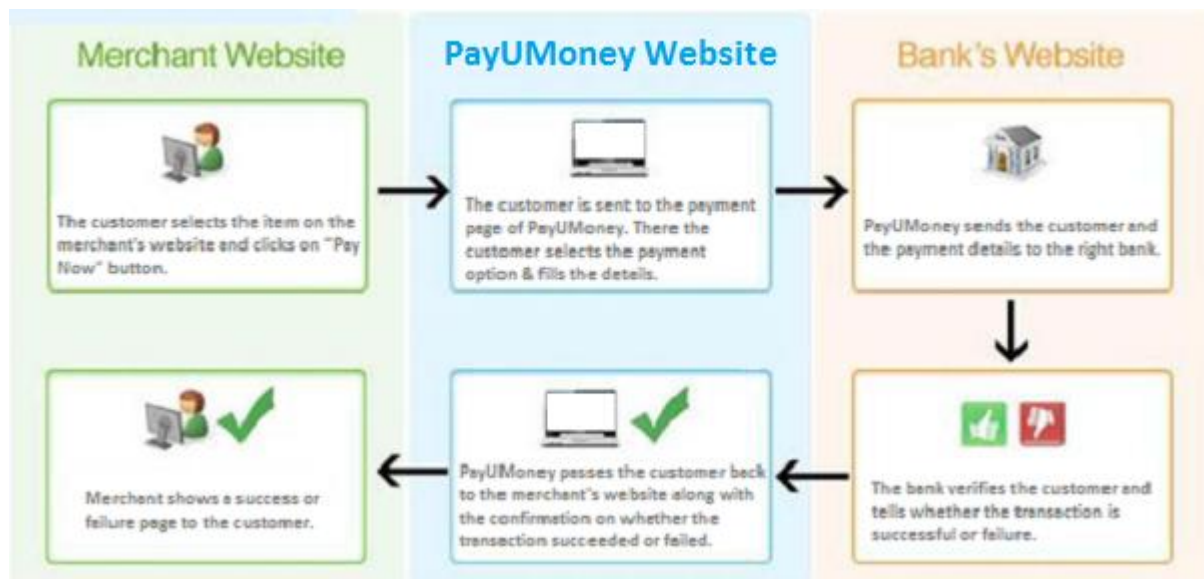 Merchant Website
PayUMoney Website
Bank's Website
The customer selects the item on the
merchant's website and clicks on "Pay
Now" button.
The customer is sent to the payment
page of PayUMoney. There the
customer selects the payment
option & fills the details.
PayUMoney sends the customer and
the payment details to the right bank.
Merchant shows a success or
failure page to the customer.
PayUMoney passes the customer back
to the merchant's website along with
the confirmation on whether the
transaction succeeded or failed.
The bank verifies the customer and
tells whether the transaction is
successful or failure.